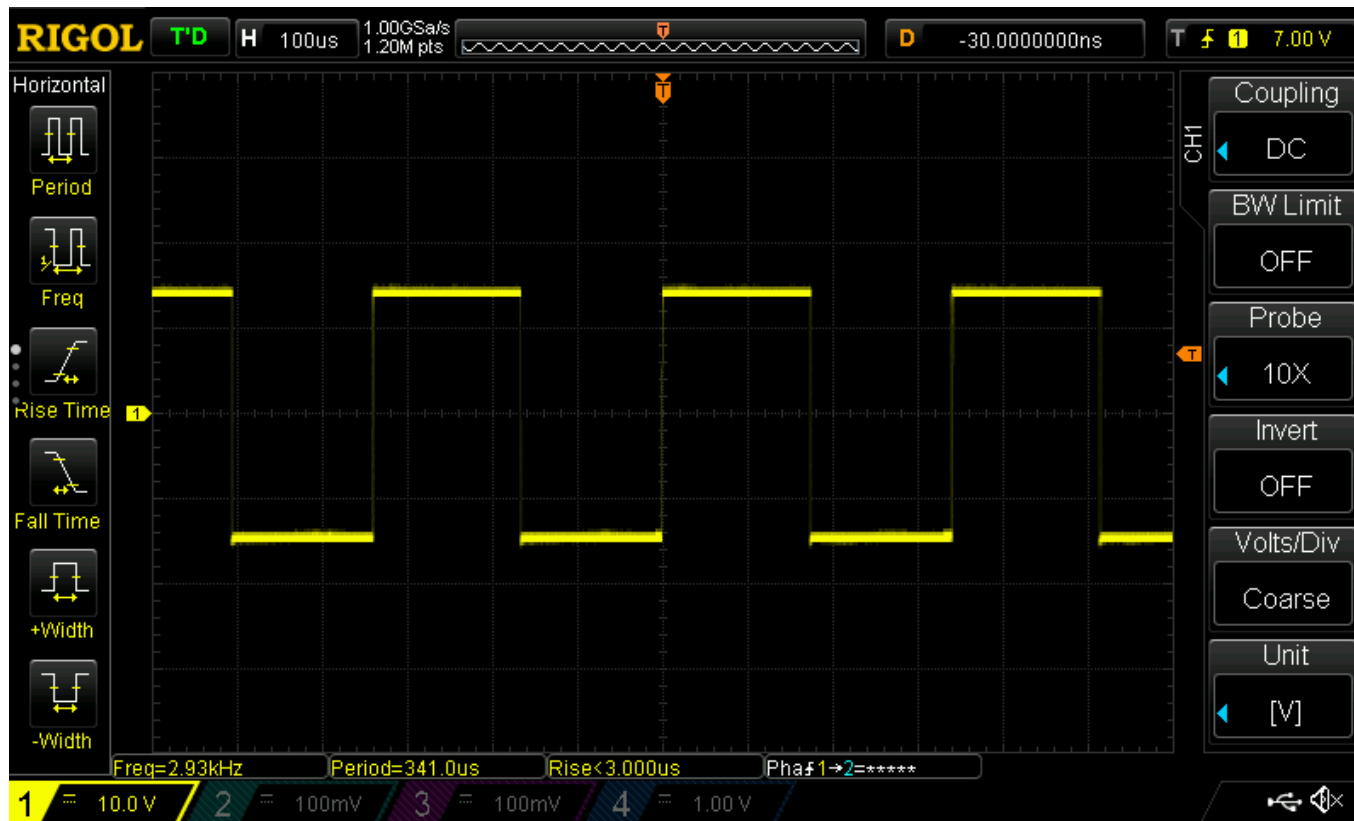 RIGOL T'D H 100us 1.00GSa/s 1.20M pts T D -30.0000000ns T 1 7.00 V
Horizontal
Period
Freq
Rise Time
Fall Time
+Width
-Width
T
1
T
CH1
Coupling
DC
BW Limit
OFF
Probe
10X
Invert
OFF
Volts/Div
Coarse
Unit
[V]
Freq=2.93kHz Period=341.0us Rise<3.000us Phaƒ1→2=*****
1 10.0 V 2 100mV 3 100mV 4 1.00 V